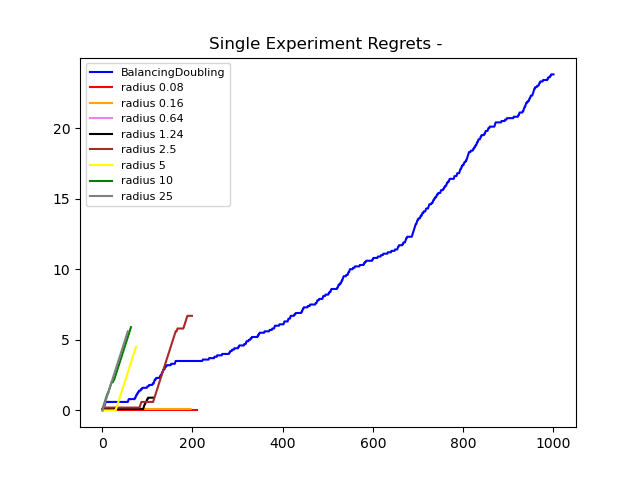 Single Experiment Regrets -
BalancingDoubling
radius 0.08
radius 0.16
radius 0.64
radius 1.24
radius 2.5
radius 5
radius 10
radius 25
20
15
10
5
0
0 200 400 600 800 1000